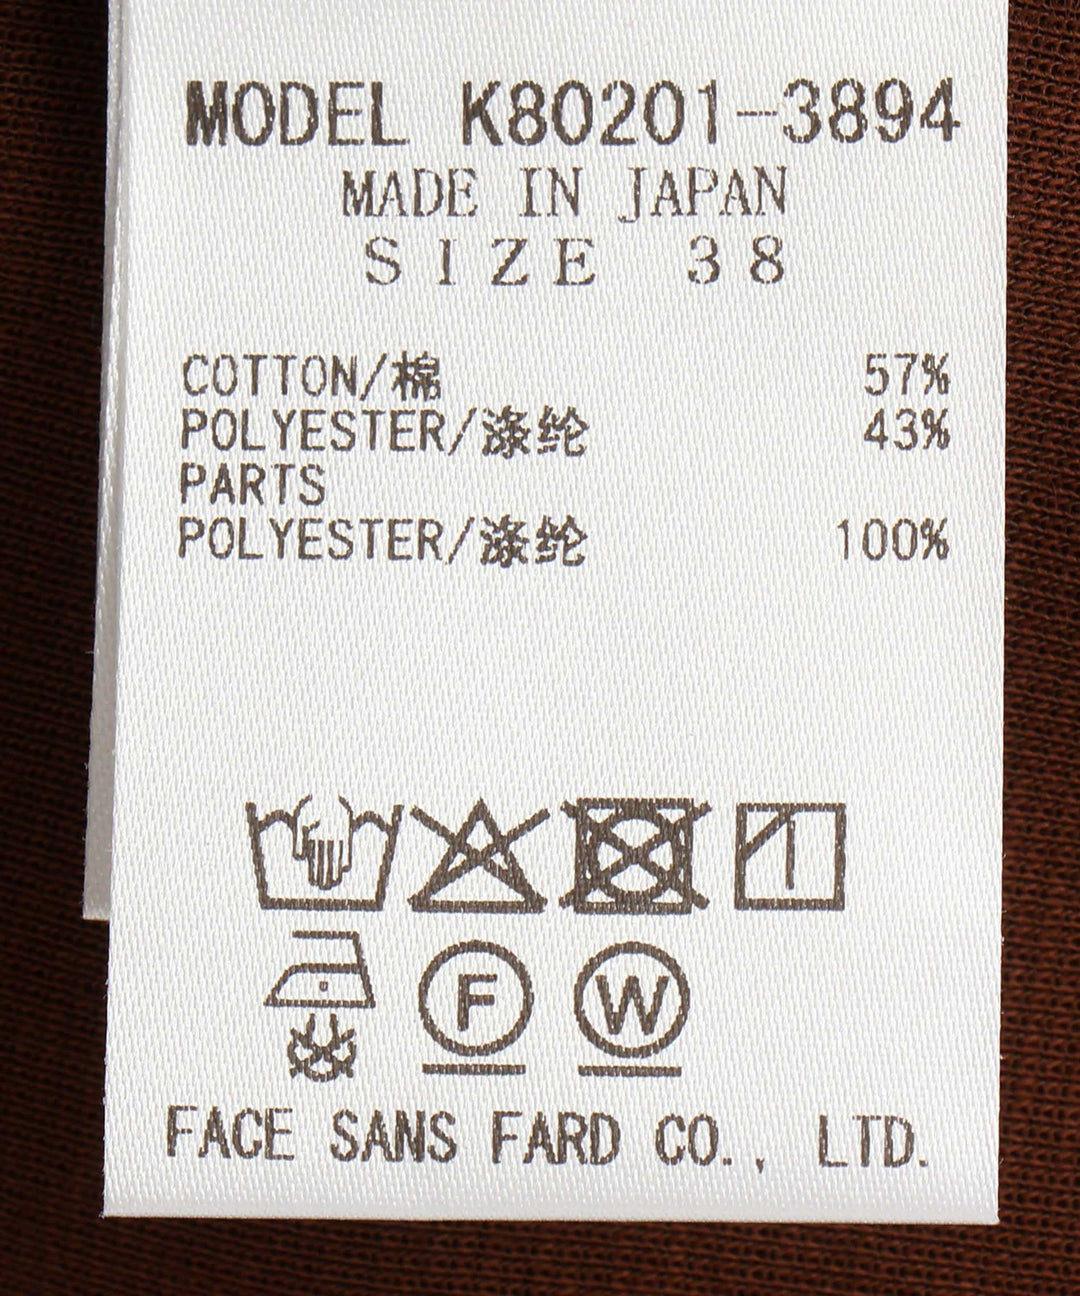 MODEL K80201-3894
MADE IN JAPAN
SIZE 38
COTTON/棉 57%
POLYESTER/涤纶 43%
PARTS
POLYESTER/涤纶 100%
F W
FACE SANS FARD CO., LTD.